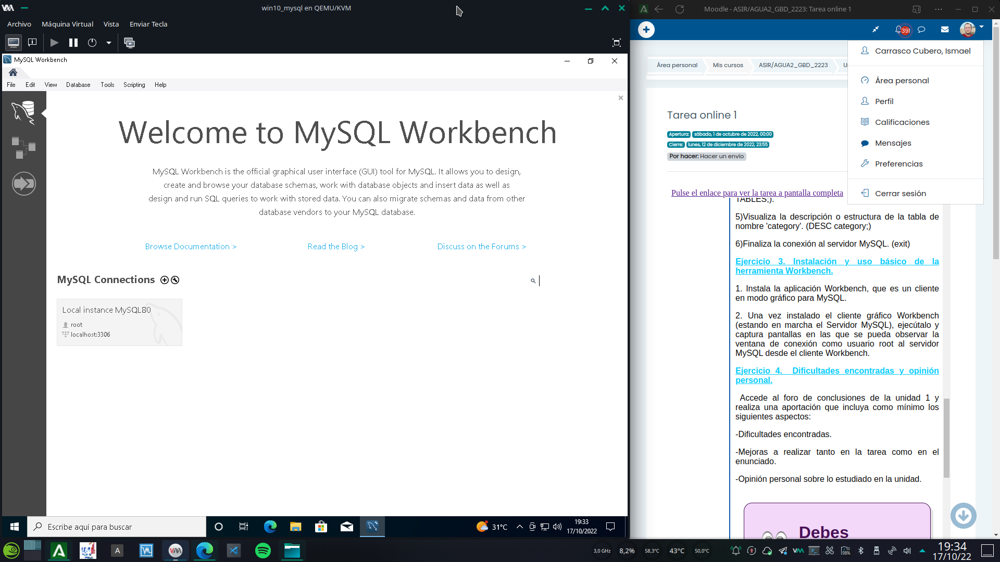 win10_mysql en QEMU/KVM
Archivo Máquina Virtual Vista Enviar Tecla
MySQL Workbench
File Edit View Database Tools Scripting Help
Welcome to MySQL Workbench
MySQL Workbench is the official graphical user interface (GUI) tool for MySQL. It allows you to design,
create and browse your database schemas, work with database objects and insert data as well as
design and run SQL queries to work with stored data. You can also migrate schemas and data from other
database vendors to your MySQL database.
Browse Documentation > Read the Blog > Discuss on the Forums >
MySQL Connections
Local instance MySQL80
root
localhost:3306
Escribe aquí para buscar
31°C
19:33
17/10/2022
Moodle - ASIR/AGUA2_GBD_2223: Tarea online 1
391
Carrasco Cubero, Ismael
Área personal
Perfil
Calificaciones
Mensajes
Preferencias
Cerrar sesión
Área personal Mis cursos ASIR/AGUA2_GBD_2223
Tarea online 1
Apertura: sábado, 1 de octubre de 2022, 00:00
Cierre: lunes, 12 de diciembre de 2022, 23:55
Por hacer: Hacer un envío
Pulse el enlace para ver la tarea a pantalla completa
TABLES;).
5)Visualiza la descripción o estructura de la tabla de
nombre 'category'. (DESC category;)
6)Finaliza la conexión al servidor MySQL. (exit)
Ejercicio 3. Instalación y uso básico de la
herramienta Workbench.
1. Instala la aplicación Workbench, que es un cliente
en modo gráfico para MySQL.
2. Una vez instalado el cliente gráfico Workbench
(estando en marcha el Servidor MySQL), ejecútalo y
captura pantallas en las que se pueda observar la
ventana de conexión como usuario root al servidor
MySQL desde el cliente Workbench.
Ejercicio 4. Dificultades encontradas y opinión
personal.
Accede al foro de conclusiones de la unidad 1 y
realiza una aportación que incluya como mínimo los
siguientes aspectos:
-Dificultades encontradas.
-Mejoras a realizar tanto en la tarea como en el
enunciado.
-Opinión personal sobre lo estudiado en la unidad.
Debes
3,0 GHz 8,2% 58,3°C 43°C 50,0°C
98%
19:34
17/10/22